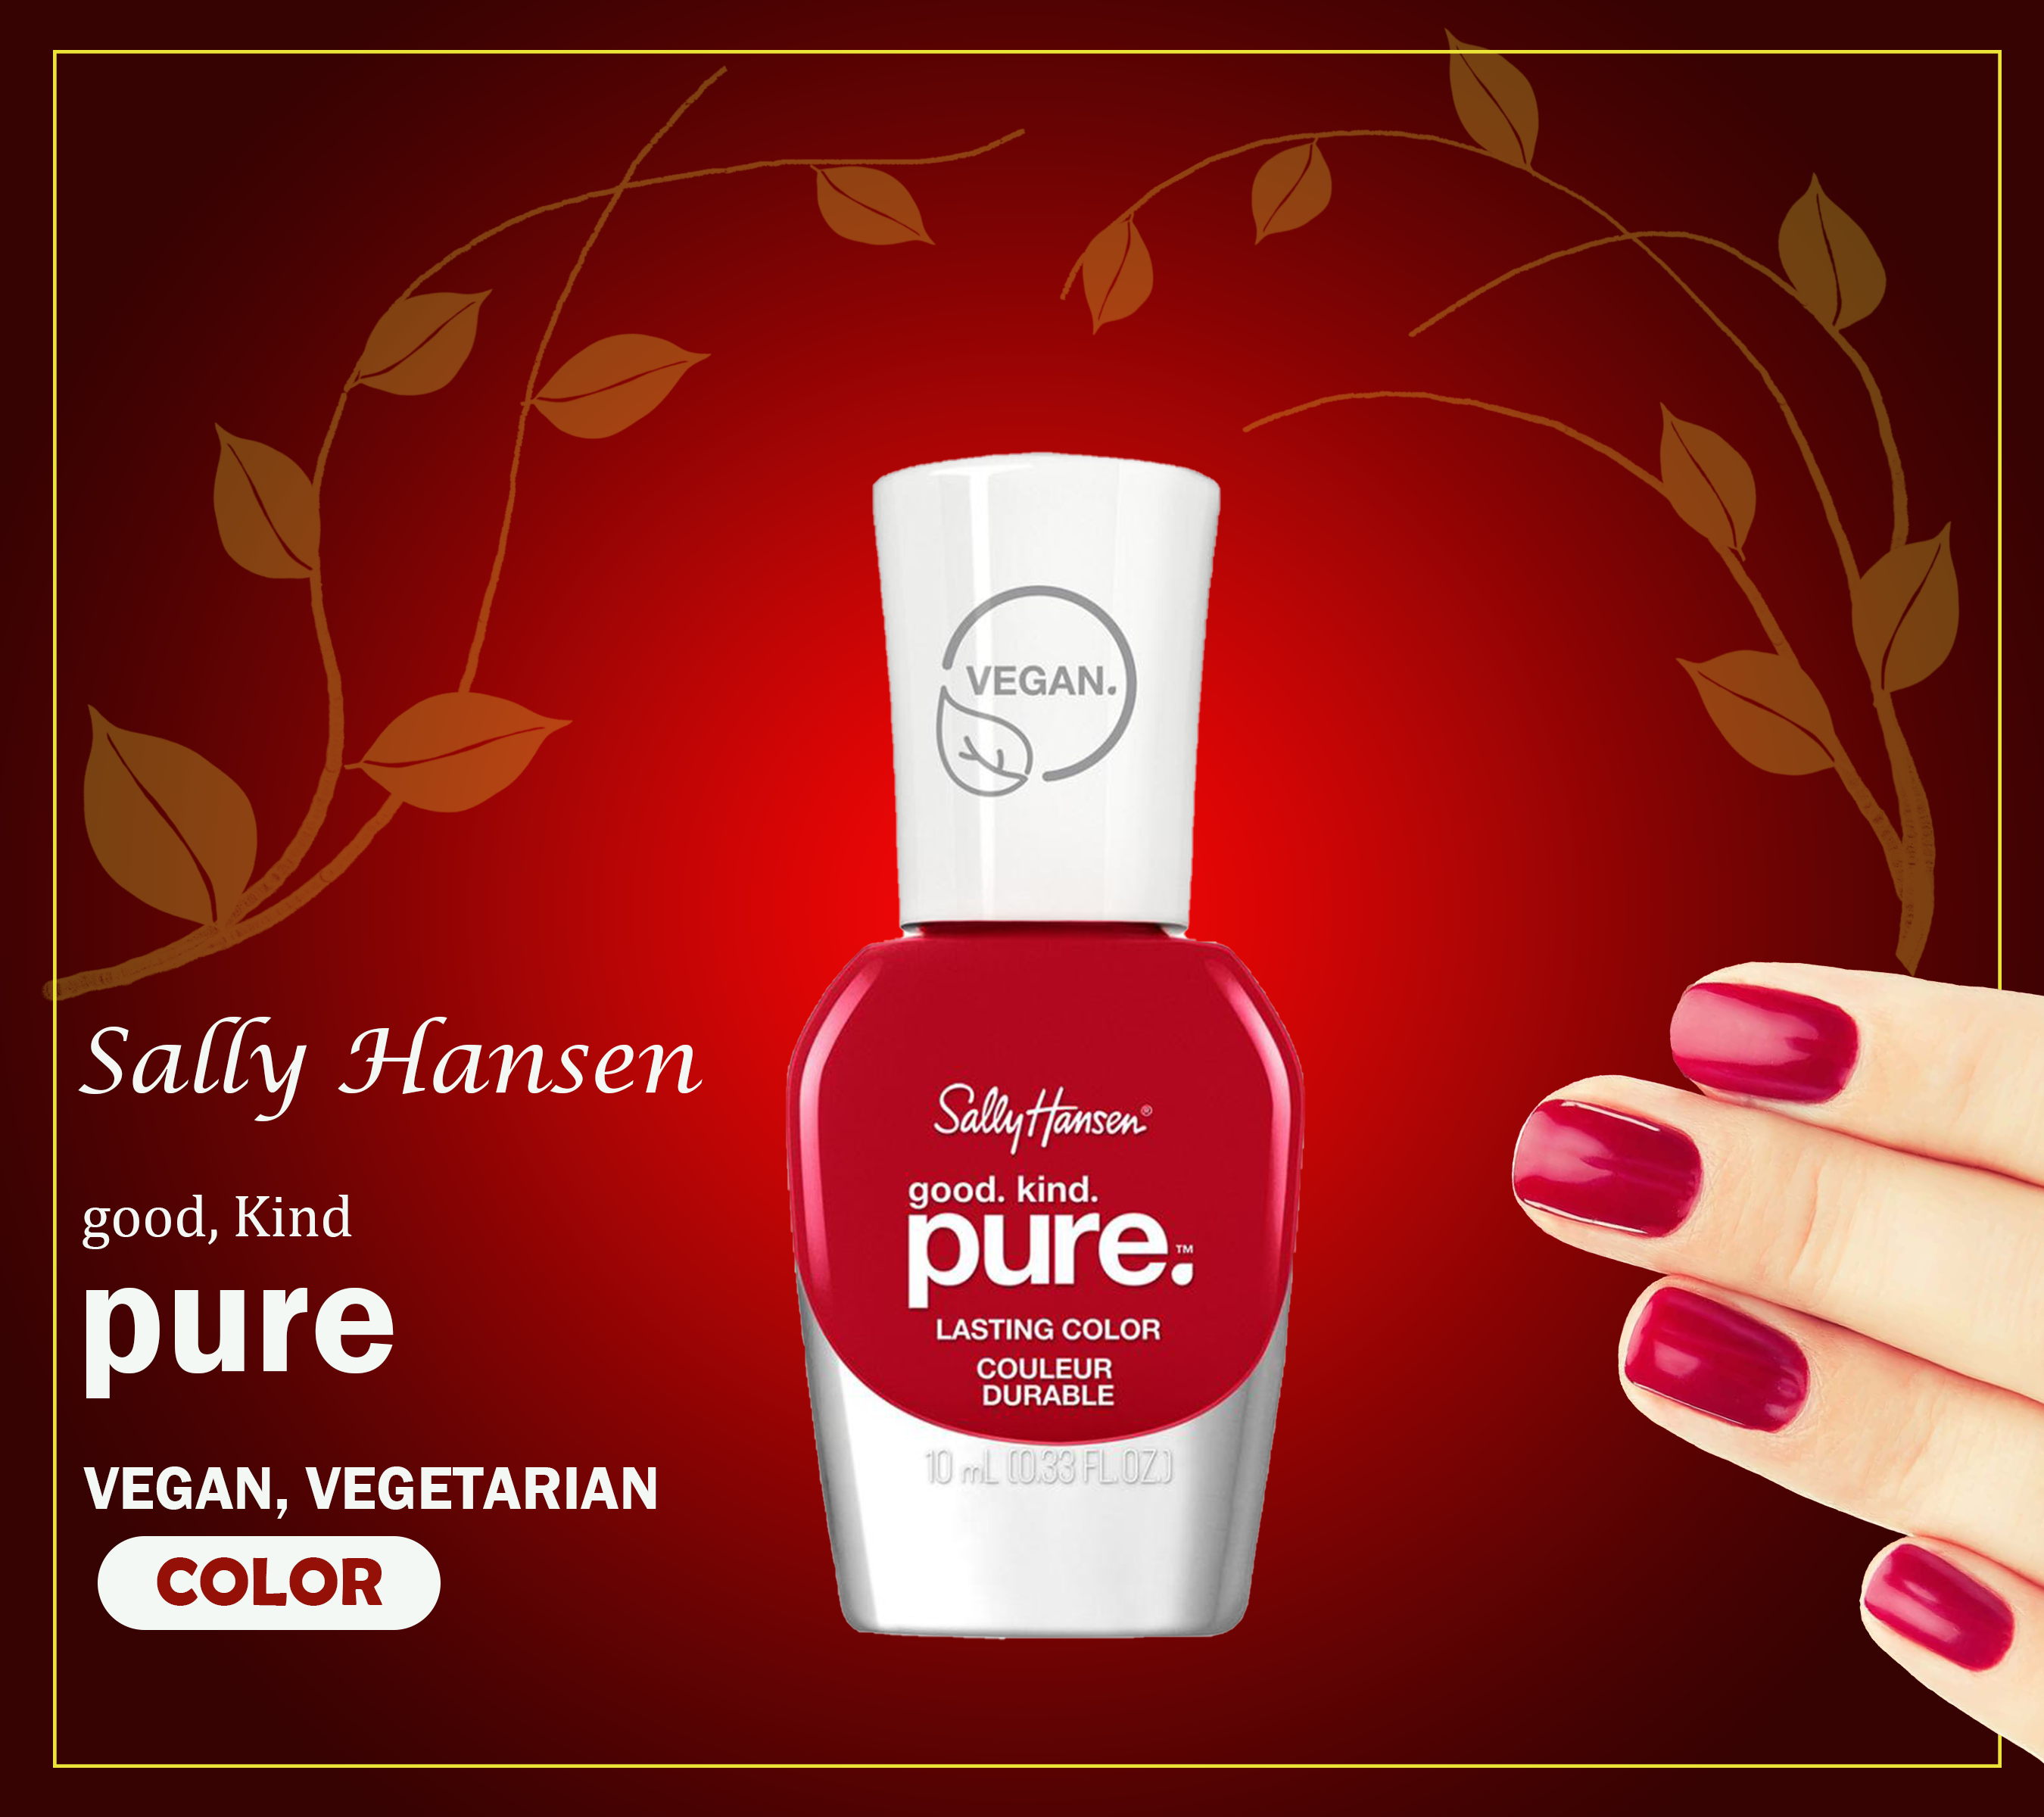 VEGAN.
Sally Hansen
good, Kind
pure
VEGAN, VEGETARIAN
COLOR
Sally Hansen®
good. kind.
pure.™
LASTING COLOR
COULEUR
DURABLE
10 mL (0.33 FL.OZ.)